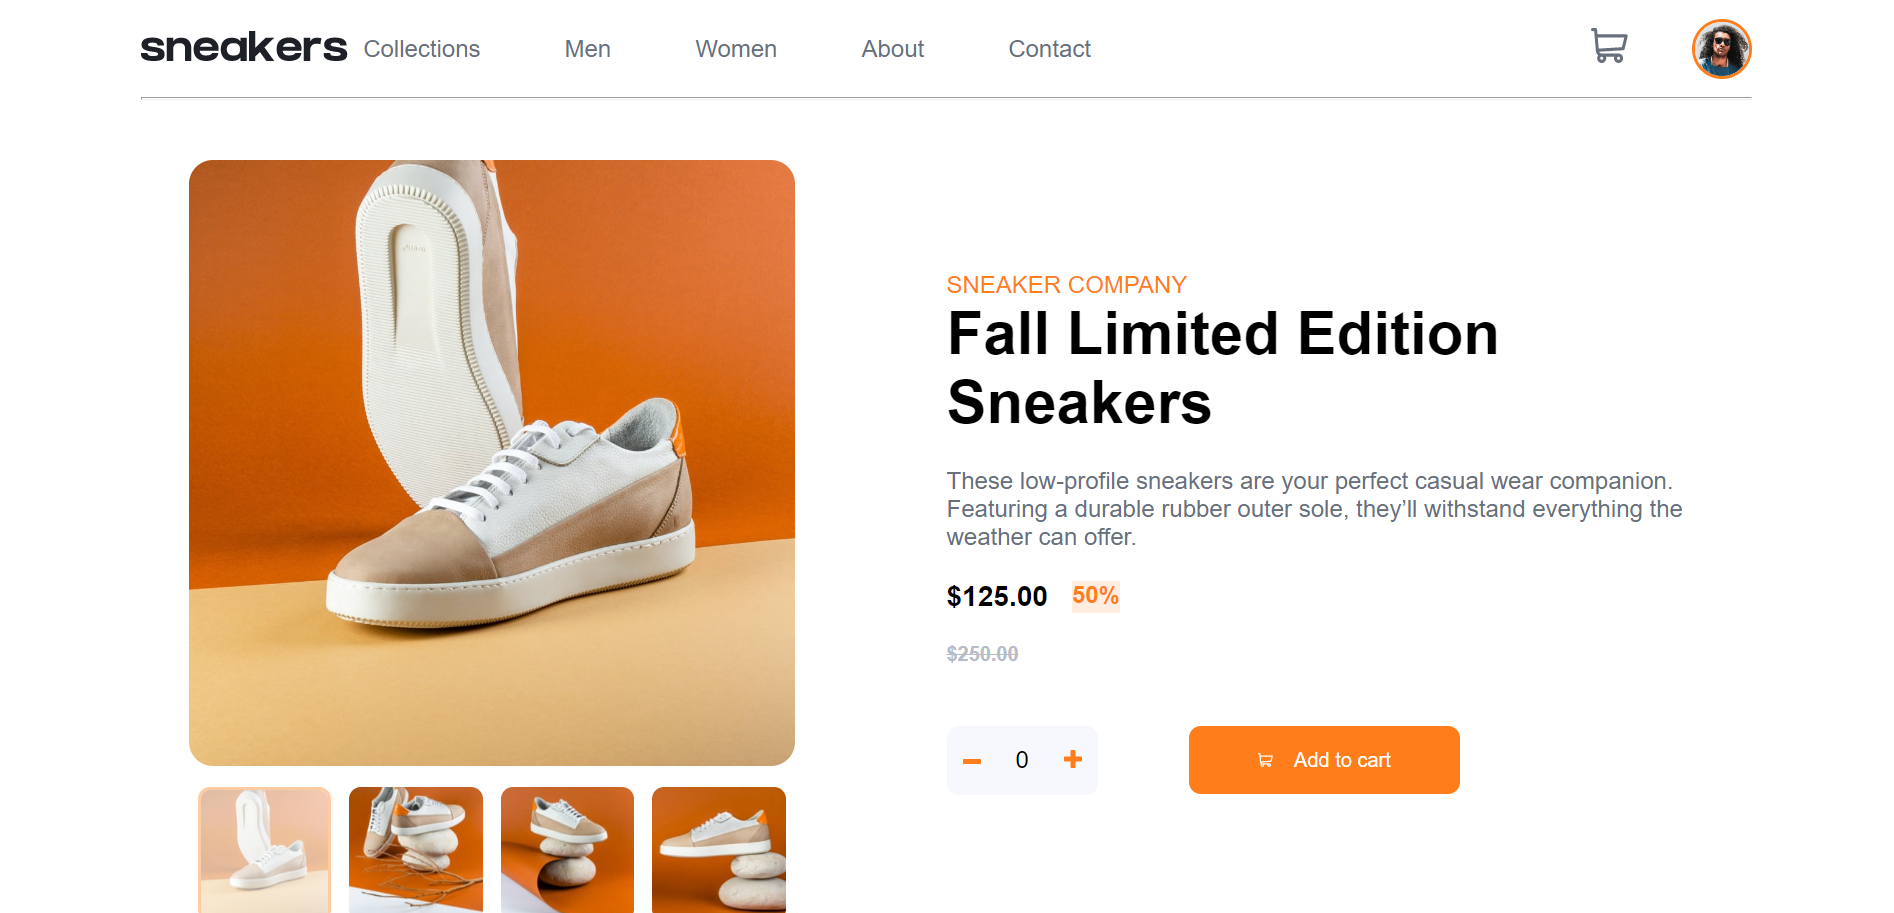 sneakers Collections Men Women About Contact
SNEAKER COMPANY
Fall Limited Edition
Sneakers
These low-profile sneakers are your perfect casual wear companion.
Featuring a durable rubber outer sole, they’ll withstand everything the
weather can offer.
$125.00 50%
$250.00
0 Add to cart